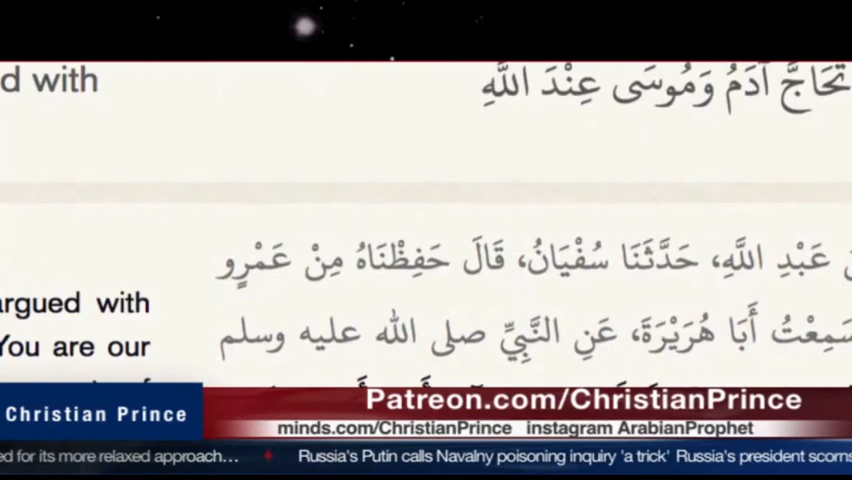 d with
تَحَاجَّ آدَمُ وَمُوسَى عِنْدَ اللَّهِ
عَبْدِ اللَّهِ، حَدَّثَنَا سُفْيَانُ، قَالَ حَفِظْنَاهُ مِنْ عَمْرٍو
argued with
سَمِعْتُ أَبَا هُرَيْرَةَ، عَنِ النَّبِيِّ صلى الله عليه وسلم
You are our
Christian Prince
Patreon.com/ChristianPrince
minds.com/ChristianPrince instagram ArabianProphet
ed for its more relaxed approach... Russia's Putin calls Navalny poisoning inquiry 'a trick' Russia's president scorns